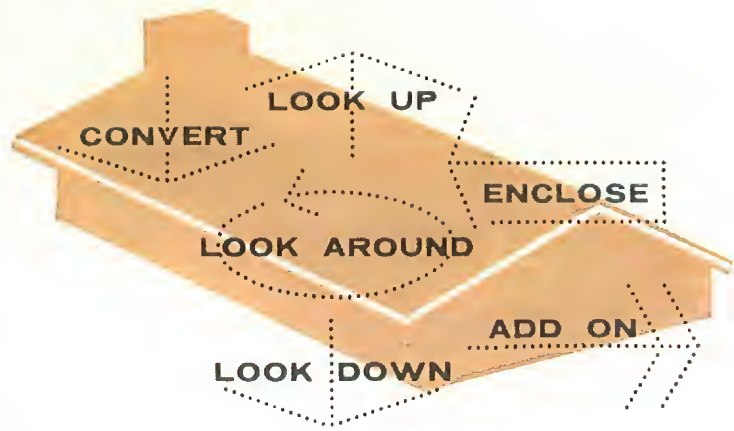 LOOK UP
CONVERT
ENCLOSE
LOOK AROUND
ADD ON
LOOK DOWN